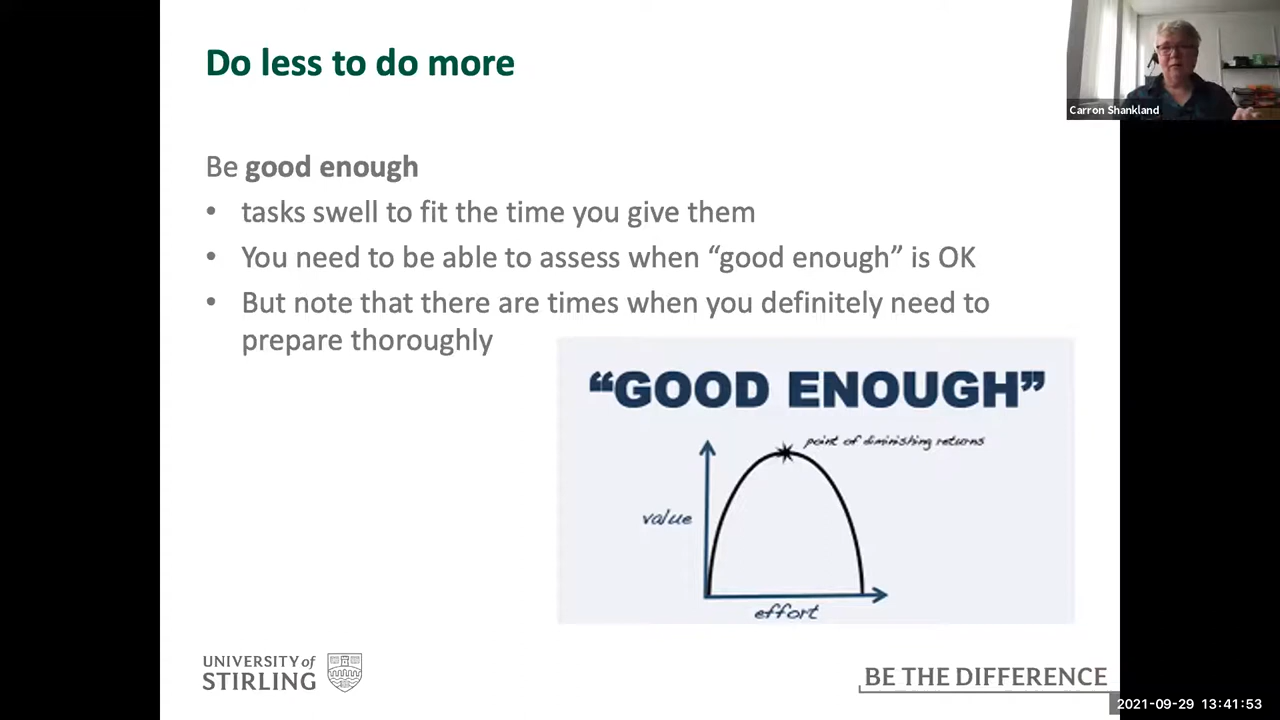 Do less to do more
Carron Shankland
Be good enough
• tasks swell to fit the time you give them
• You need to be able to assess when “good enough” is OK
• But note that there are times when you definitely need to
prepare thoroughly
“GOOD ENOUGH”
point of diminishing returns
value
effort
UNIVERSITY of
STIRLING
BE THE DIFFERENCE
2021-09-29 13:41:53